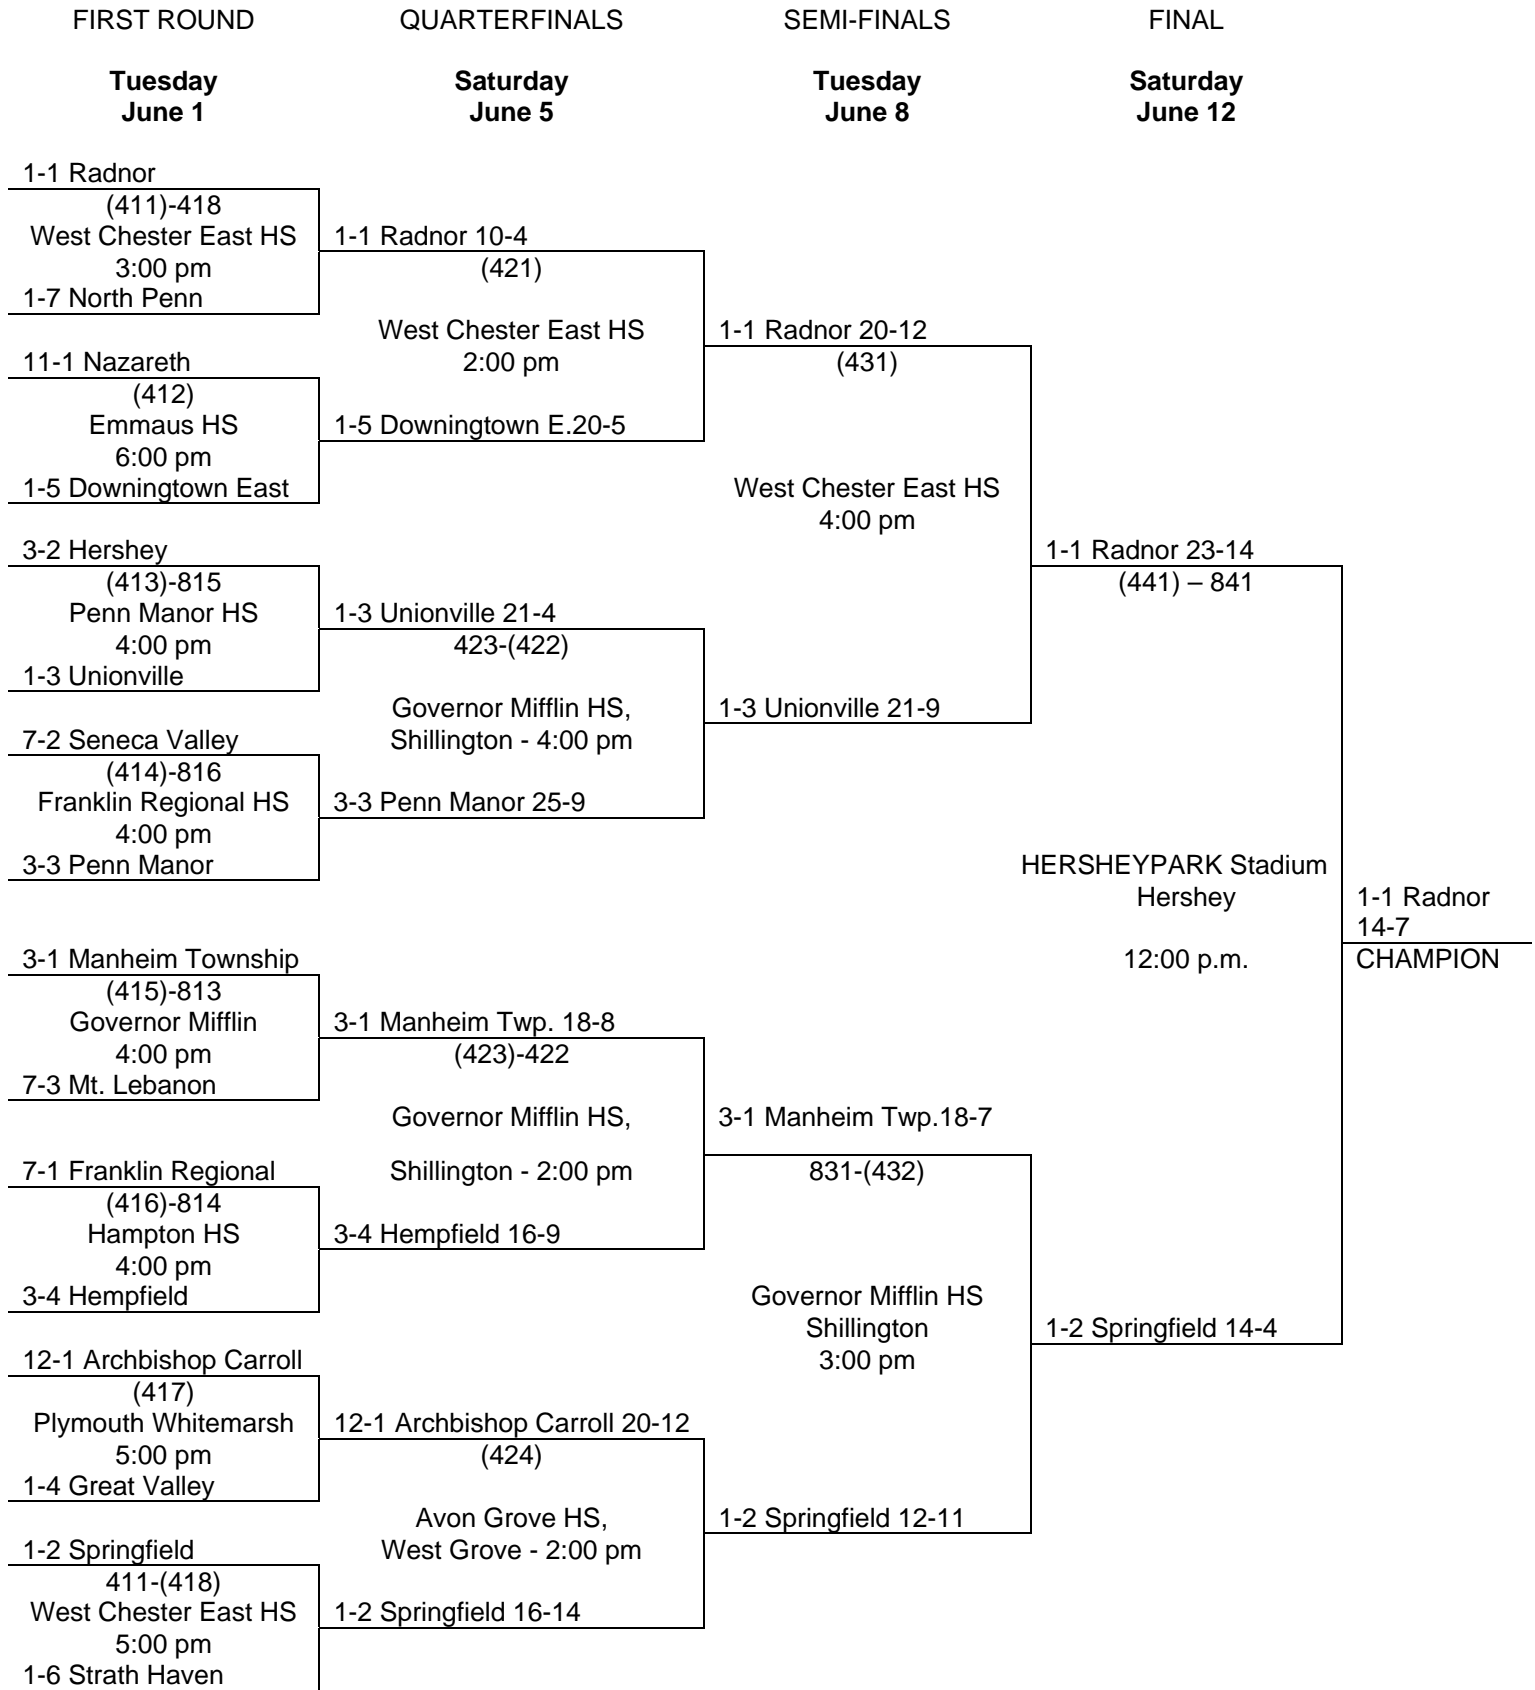 FIRST ROUND
Tuesday
June 1
1-1 Radnor
(411)-418
West Chester East HS
3:00 pm
1-7 North Penn
11-1 Nazareth
(412)
Emmaus HS
6:00 pm
1-5 Downingtown East
3-2 Hershey
(413)-815
Penn Manor HS
4:00 pm
1-3 Unionville
7-2 Seneca Valley
(414)-816
Franklin Regional HS
4:00 pm
3-3 Penn Manor
3-1 Manheim Township
(415)-813
Governor Mifflin
4:00 pm
7-3 Mt. Lebanon
7-1 Franklin Regional
(416)-814
Hampton HS
4:00 pm
3-4 Hempfield
12-1 Archbishop Carroll
(417)
Plymouth Whitemarsh
5:00 pm
1-4 Great Valley
1-2 Springfield
411-(418)
West Chester East HS
5:00 pm
1-6 Strath Haven
QUARTERFINALS
Saturday
June 5
1-1 Radnor 10-4
(421)
West Chester East HS
2:00 pm
1-5 Downingtown E.20-5
1-3 Unionville 21-4
423-(422)
Governor Mifflin HS,
Shillington - 4:00 pm
3-3 Penn Manor 25-9
3-1 Manheim Twp. 18-8
(423)-422
Governor Mifflin HS,
Shillington - 2:00 pm
3-4 Hempfield 16-9
12-1 Archbishop Carroll 20-12
(424)
Avon Grove HS,
West Grove - 2:00 pm
1-2 Springfield 16-14
SEMI-FINALS
Tuesday
June 8
1-1 Radnor 20-12
(431)
West Chester East HS
4:00 pm
1-3 Unionville 21-9
3-1 Manheim Twp.18-7
831-(432)
Governor Mifflin HS
Shillington
3:00 pm
1-2 Springfield 12-11
FINAL
Saturday
June 12
1-1 Radnor 23-14
(441) – 841
HERSHEYPARK Stadium
Hershey
12:00 p.m.
1-2 Springfield 14-4
1-1 Radnor
14-7
CHAMPION